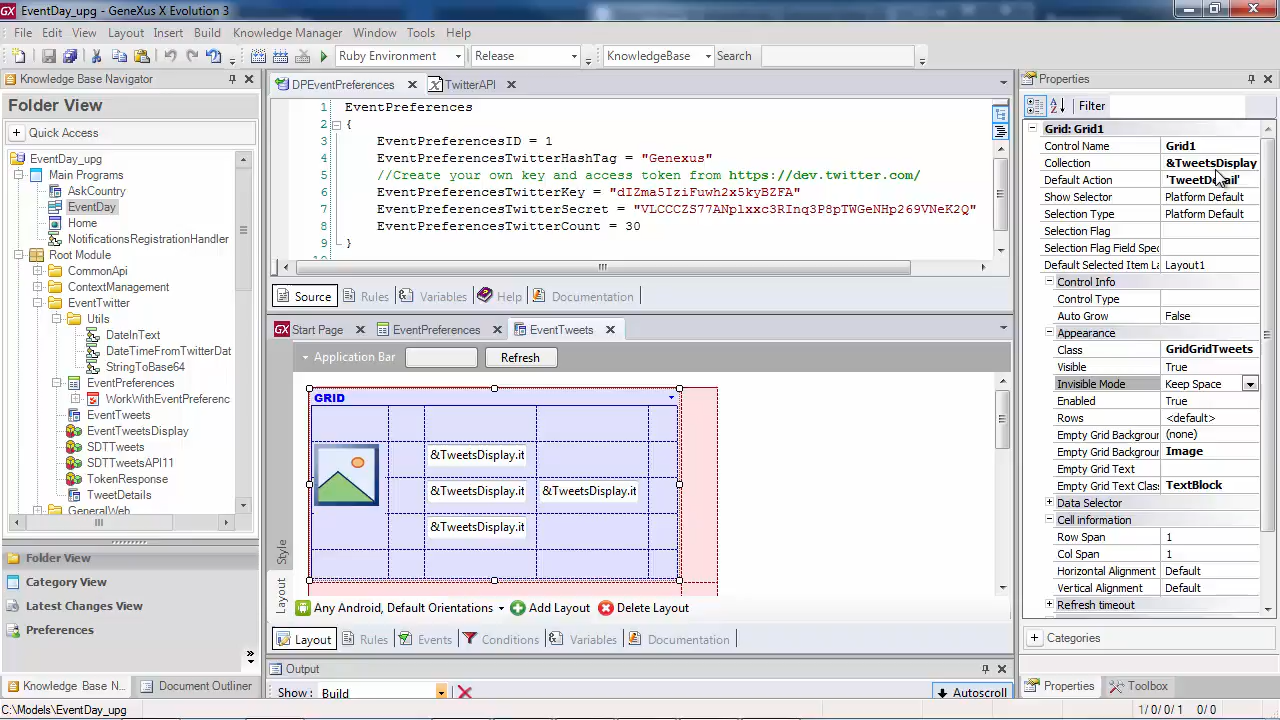 EventDay_upg - GeneXus X Evolution 3
File Edit View Layout Insert Build Knowledge Manager Window Tools Help
Ruby Environment Release KnowledgeBase Search
Knowledge Base Navigator
Folder View
Quick Access
EventDay_upg
Main Programs
AskCountry
EventDay
Home
NotificationsRegistrationHandler
Root Module
CommonApi
ContextManagement
EventTwitter
Utils
DateInText
DateTimeFromTwitterDat
StringToBase64
EventPreferences
WorkWithEventPreferenc
EventTweets
EventTweetsDisplay
SDTTweets
SDTTweetsAPI11
TokenResponse
TweetDetails
GeneralWeb
Folder View
Category View
Latest Changes View
Preferences
Knowledge Base N... Document Outliner
C:\Models\EventDay_upg
DPEventPreferences TwitterAPI
1 EventPreferences
2 {
3 EventPreferencesID = 1
4 EventPreferencesTwitterHashTag = "Genexus"
5 //Create your own key and access token from https://dev.twitter.com/
6 EventPreferencesTwitterKey = "dIZma5IziFuwh2x5kyBZFA"
7 EventPreferencesTwitterSecret = "VLCCCZS77ANplxxc3RInq3P8pTWGeNHp269VNeK2Q"
8 EventPreferencesTwitterCount = 30
9 }
Source Rules Variables Help Documentation
Start Page EventPreferences EventTweets
Application Bar Refresh
GRID
&TweetsDisplay.it
&TweetsDisplay.it &TweetsDisplay.it
&TweetsDisplay.it
Style
Layout
Any Android, Default Orientations Add Layout Delete Layout
Layout Rules Events Conditions Variables Documentation
Output
Show: Build Autoscroll
Properties
Filter
Grid: Grid1
Control Name Grid1
Collection &TweetsDisplay
Default Action
Show Selector Platform Default
Selection Type Platform Default
Selection Flag
Selection Flag Field Spec
Default Selected Item La Layout1
Control Info
Control Type
Auto Grow False
Appearance
Class GridGridTweets
Visible True
Invisible Mode Keep Space
Enabled True
Rows <default>
Empty Grid Backgrour (none)
Empty Grid Backgrour Image
Empty Grid Text
Empty Grid Text Class TextBlock
Data Selector
Cell information
Row Span 1
Col Span 1
Horizontal Alignment Default
Vertical Alignment Default
Refresh timeout
Categories
Properties Toolbox
1/ 0/ 0/ 1 0/ 0